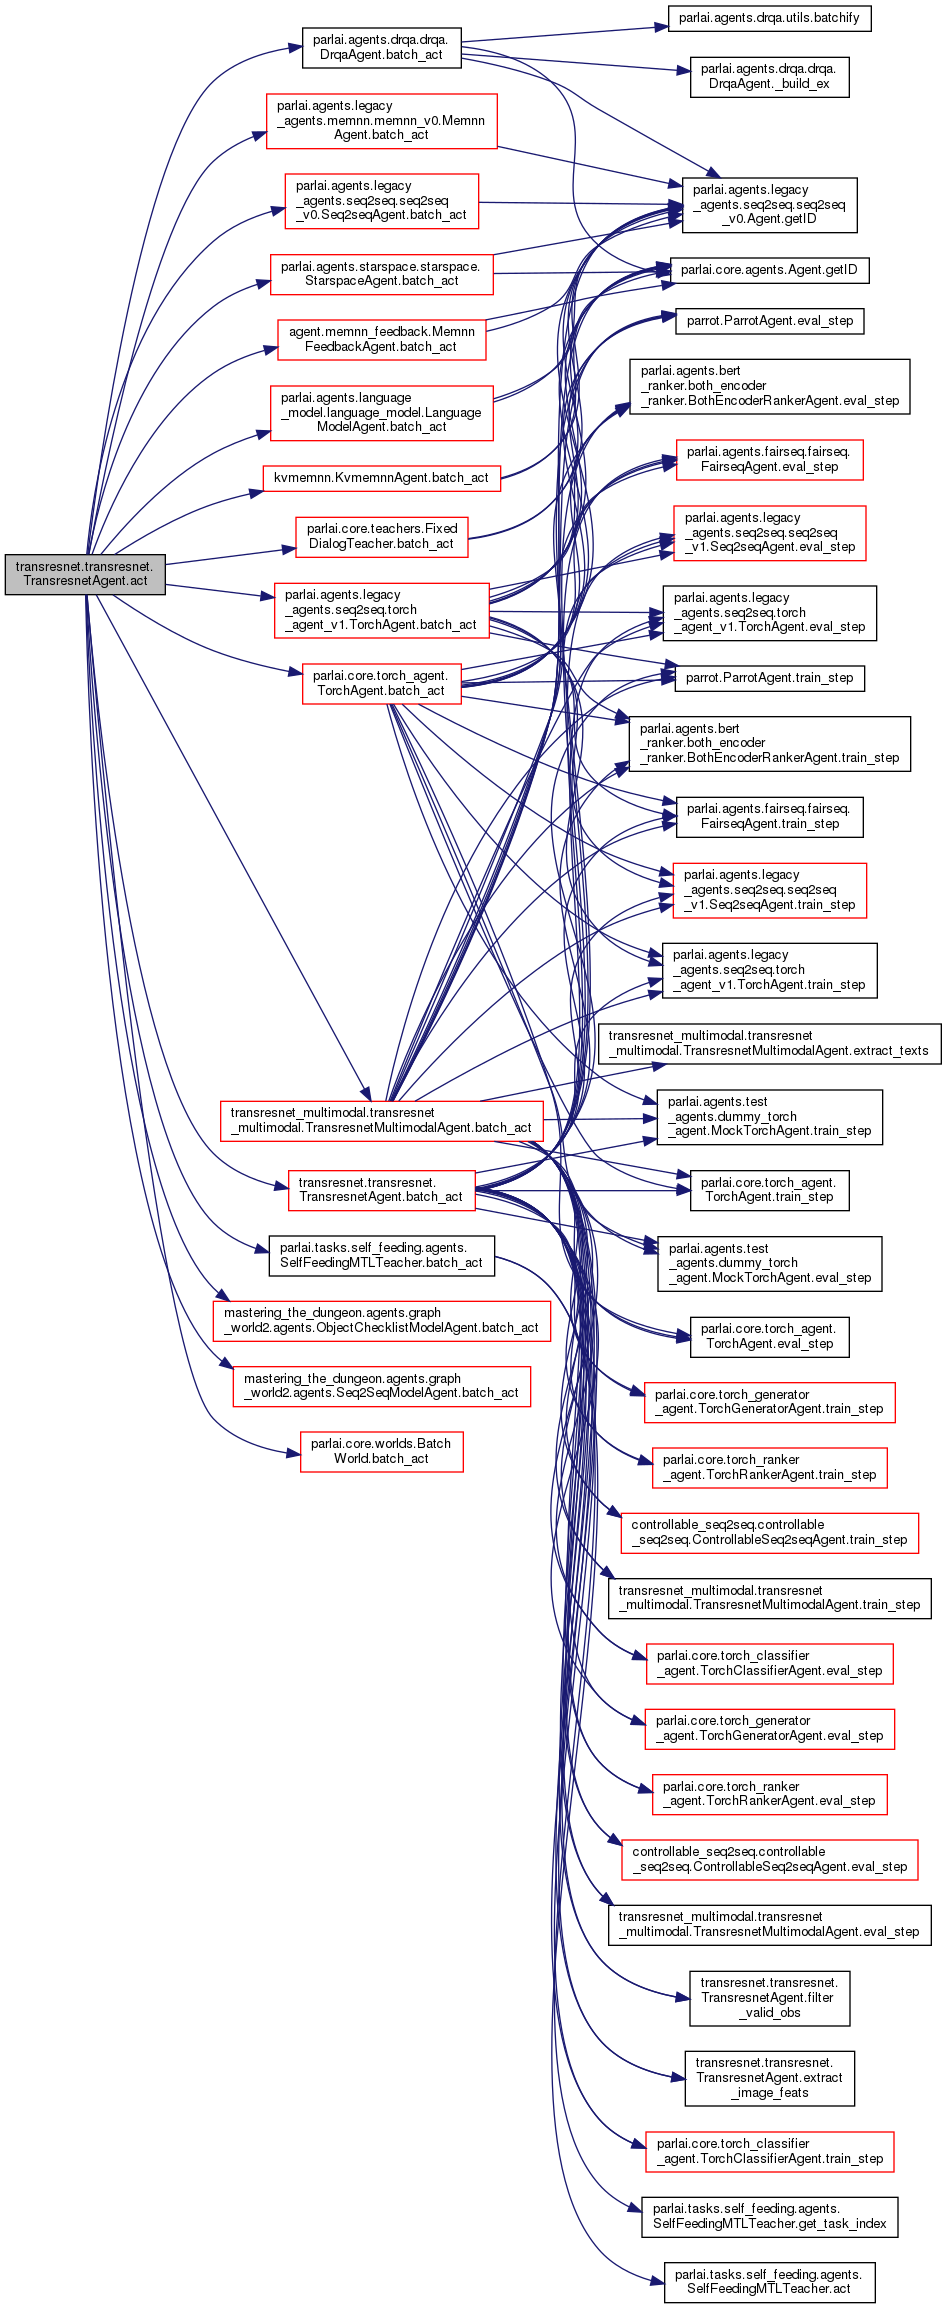 transresnet.transresnet.
TransresnetAgent.act
parlai.agents.drqa.drqa.
DrqaAgent.batch_act
parlai.agents.legacy
_agents.memnn.memnn_v0.Memnn
Agent.batch_act
parlai.agents.legacy
_agents.seq2seq.seq2seq
_v0.Seq2seqAgent.batch_act
parlai.agents.starspace.starspace.
StarspaceAgent.batch_act
agent.memnn_feedback.Memnn
FeedbackAgent.batch_act
parlai.agents.language
_model.language_model.Language
ModelAgent.batch_act
kvmemnn.KvmemnnAgent.batch_act
parlai.core.teachers.Fixed
DialogTeacher.batch_act
parlai.agents.legacy
_agents.seq2seq.torch
_agent_v1.TorchAgent.batch_act
parlai.core.torch_agent.
TorchAgent.batch_act
transresnet_multimodal.transresnet
_multimodal.TransresnetMultimodalAgent.batch_act
transresnet.transresnet.
TransresnetAgent.batch_act
parlai.tasks.self_feeding.agents.
SelfFeedingMTLTeacher.batch_act
mastering_the_dungeon.agents.graph
_world2.agents.ObjectChecklistModelAgent.batch_act
mastering_the_dungeon.agents.graph
_world2.agents.Seq2SeqModelAgent.batch_act
parlai.core.worlds.Batch
World.batch_act
parlai.agents.drqa.utils.batchify
parlai.agents.drqa.drqa.
DrqaAgent._build_ex
parlai.agents.legacy
_agents.seq2seq.seq2seq
_v0.Agent.getID
parlai.core.agents.Agent.getID
parrot.ParrotAgent.eval_step
parlai.agents.bert
_ranker.both_encoder
_ranker.BothEncoderRankerAgent.eval_step
parlai.agents.fairseq.fairseq.
FairseqAgent.eval_step
parlai.agents.legacy
_agents.seq2seq.seq2seq
_v1.Seq2seqAgent.eval_step
parlai.agents.legacy
_agents.seq2seq.torch
_agent_v1.TorchAgent.eval_step
parrot.ParrotAgent.train_step
parlai.agents.bert
_ranker.both_encoder
_ranker.BothEncoderRankerAgent.train_step
parlai.agents.fairseq.fairseq.
FairseqAgent.train_step
parlai.agents.legacy
_agents.seq2seq.seq2seq
_v1.Seq2seqAgent.train_step
parlai.agents.legacy
_agents.seq2seq.torch
_agent_v1.TorchAgent.train_step
transresnet_multimodal.transresnet
_multimodal.TransresnetMultimodalAgent.extract_texts
parlai.agents.test
_agents.dummy_torch
_agent.MockTorchAgent.train_step
parlai.core.torch_agent.
TorchAgent.train_step
parlai.agents.test
_agents.dummy_torch
_agent.MockTorchAgent.eval_step
parlai.core.torch_agent.
TorchAgent.eval_step
parlai.core.torch_generator
_agent.TorchGeneratorAgent.train_step
parlai.core.torch_ranker
_agent.TorchRankerAgent.train_step
controllable_seq2seq.controllable
_seq2seq.ControllableSeq2seqAgent.train_step
transresnet_multimodal.transresnet
_multimodal.TransresnetMultimodalAgent.train_step
parlai.core.torch_classifier
_agent.TorchClassifierAgent.eval_step
parlai.core.torch_generator
_agent.TorchGeneratorAgent.eval_step
parlai.core.torch_ranker
_agent.TorchRankerAgent.eval_step
controllable_seq2seq.controllable
_seq2seq.ControllableSeq2seqAgent.eval_step
transresnet_multimodal.transresnet
_multimodal.TransresnetMultimodalAgent.eval_step
transresnet.transresnet.
TransresnetAgent.filter
_valid_obs
transresnet.transresnet.
TransresnetAgent.extract
_image_feats
parlai.core.torch_classifier
_agent.TorchClassifierAgent.train_step
parlai.tasks.self_feeding.agents.
SelfFeedingMTLTeacher.get_task_index
parlai.tasks.self_feeding.agents.
SelfFeedingMTLTeacher.act